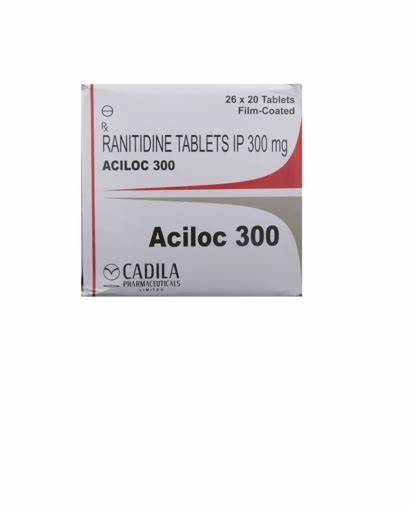 26 x 20 Tablets
Film-Coated
Rx
RANITIDINE TABLETS IP 300 mg
ACILOC 300
Aciloc 300
CADILA
PHARMACEUTICALS
LIMITED